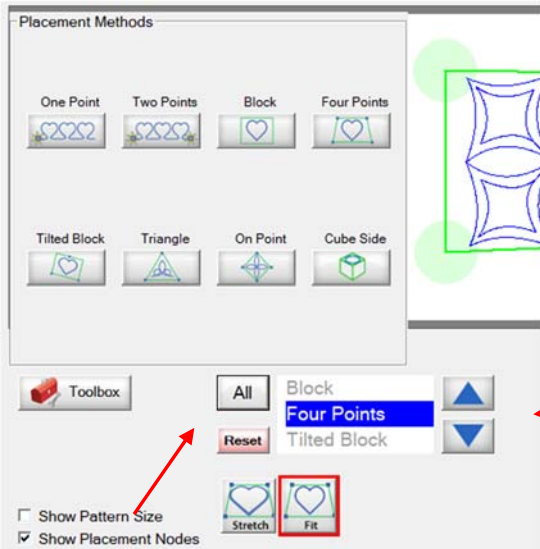 Placement Methods
One Point Two Points Block Four Points
Tilted Block Triangle On Point Cube Side
Toolbox
All
Block
Four Points
Reset
Tilted Block
Stretch Fit
Show Pattern Size
Show Placement Nodes